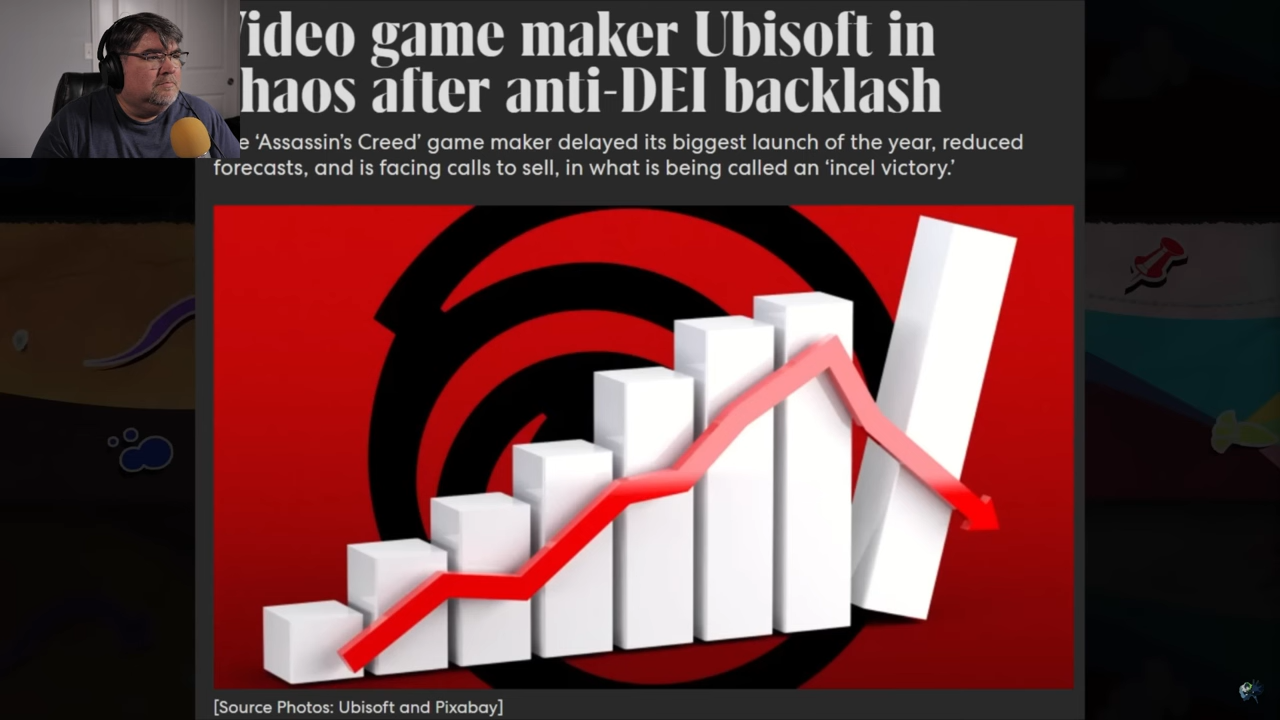 ideo game maker Ubisoft in
haos after anti-DEI backlash
e ‘Assassin’s Creed’ game maker delayed its biggest launch of the year, reduced
forecasts, and is facing calls to sell, in what is being called an ‘incel victory.’
[Source Photos: Ubisoft and Pixabay]